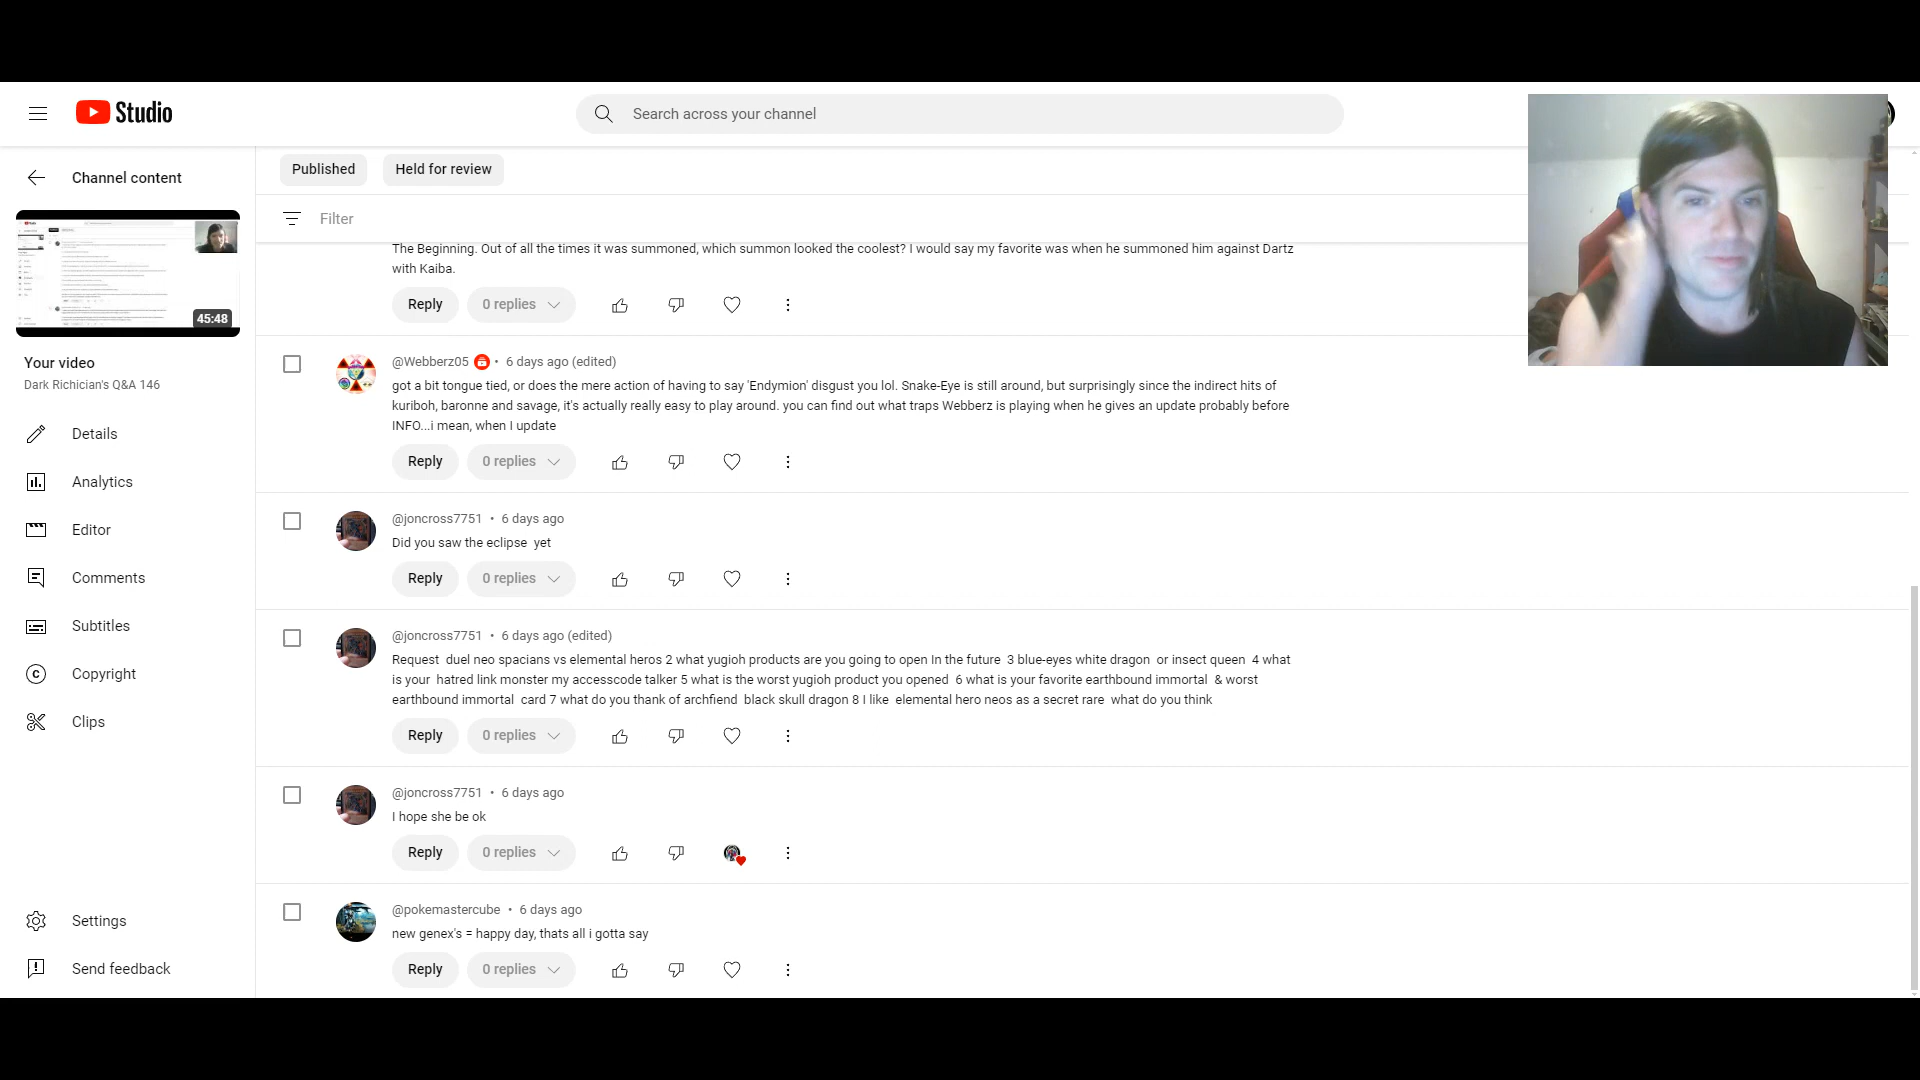 Studio
Search across your channel
Channel content
45:48
Your video
Dark Richician's Q&A 146
Details
Analytics
Editor
Comments
Subtitles
Copyright
Clips
Settings
Send feedback
Published
Held for review
Filter
The Beginning. Out of all the times it was summoned, which summon looked the coolest? I would say my favorite was when he summoned him against Dartz
with Kaiba.
Reply 0 replies
@Webberz05 • 6 days ago (edited)
got a bit tongue tied, or does the mere action of having to say 'Endymion' disgust you lol. Snake-Eye is still around, but surprisingly since the indirect hits of
kuriboh, baronne and savage, it's actually really easy to play around. you can find out what traps Webberz is playing when he gives an update probably before
INFO...i mean, when I update
Reply 0 replies
@joncross7751 • 6 days ago
Did you saw the eclipse  yet
Reply 0 replies
@joncross7751 • 6 days ago (edited)
Request  duel neo spacians vs elemental heros 2 what yugioh products are you going to open In the future  3 blue-eyes white dragon  or insect queen  4 what
is your  hatred link monster my accesscode talker 5 what is the worst yugioh product you opened  6 what is your favorite earthbound immortal  & worst
earthbound immortal  card 7 what do you thank of archfiend  black skull dragon 8 I like  elemental hero neos as a secret rare  what do you think
Reply 0 replies
@joncross7751 • 6 days ago
I hope she be ok
Reply 0 replies
@pokemastercube • 6 days ago
new genex's = happy day, thats all i gotta say
Reply 0 replies